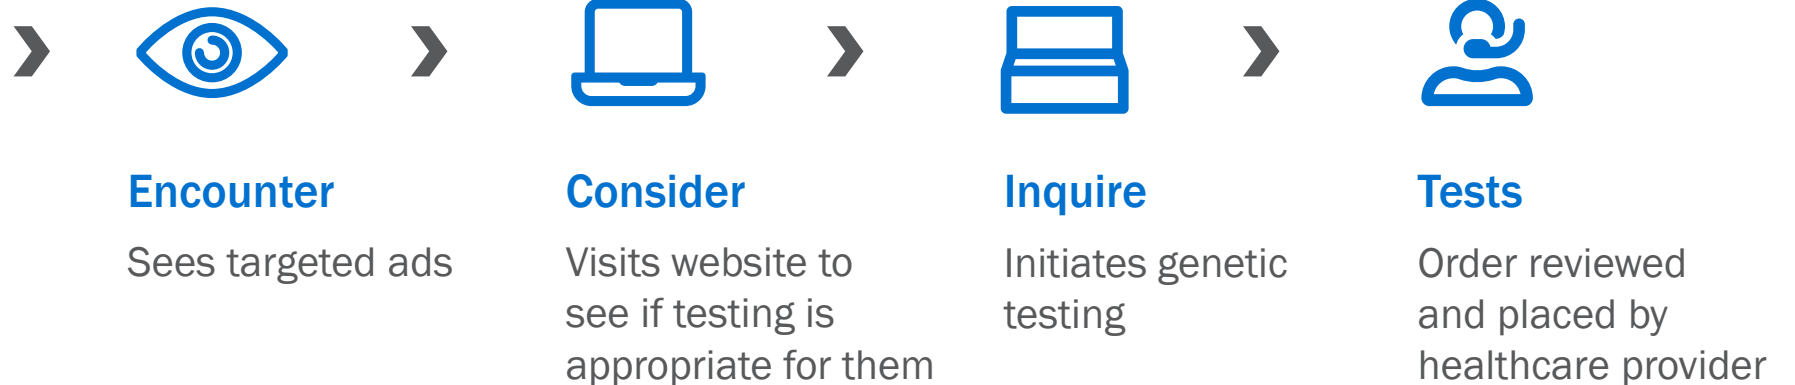 Encounter
Sees targeted ads
Consider
Visits website to
see if testing is
appropriate for them
Inquire
Initiates genetic
testing
Tests
Order reviewed
and placed by
healthcare provider